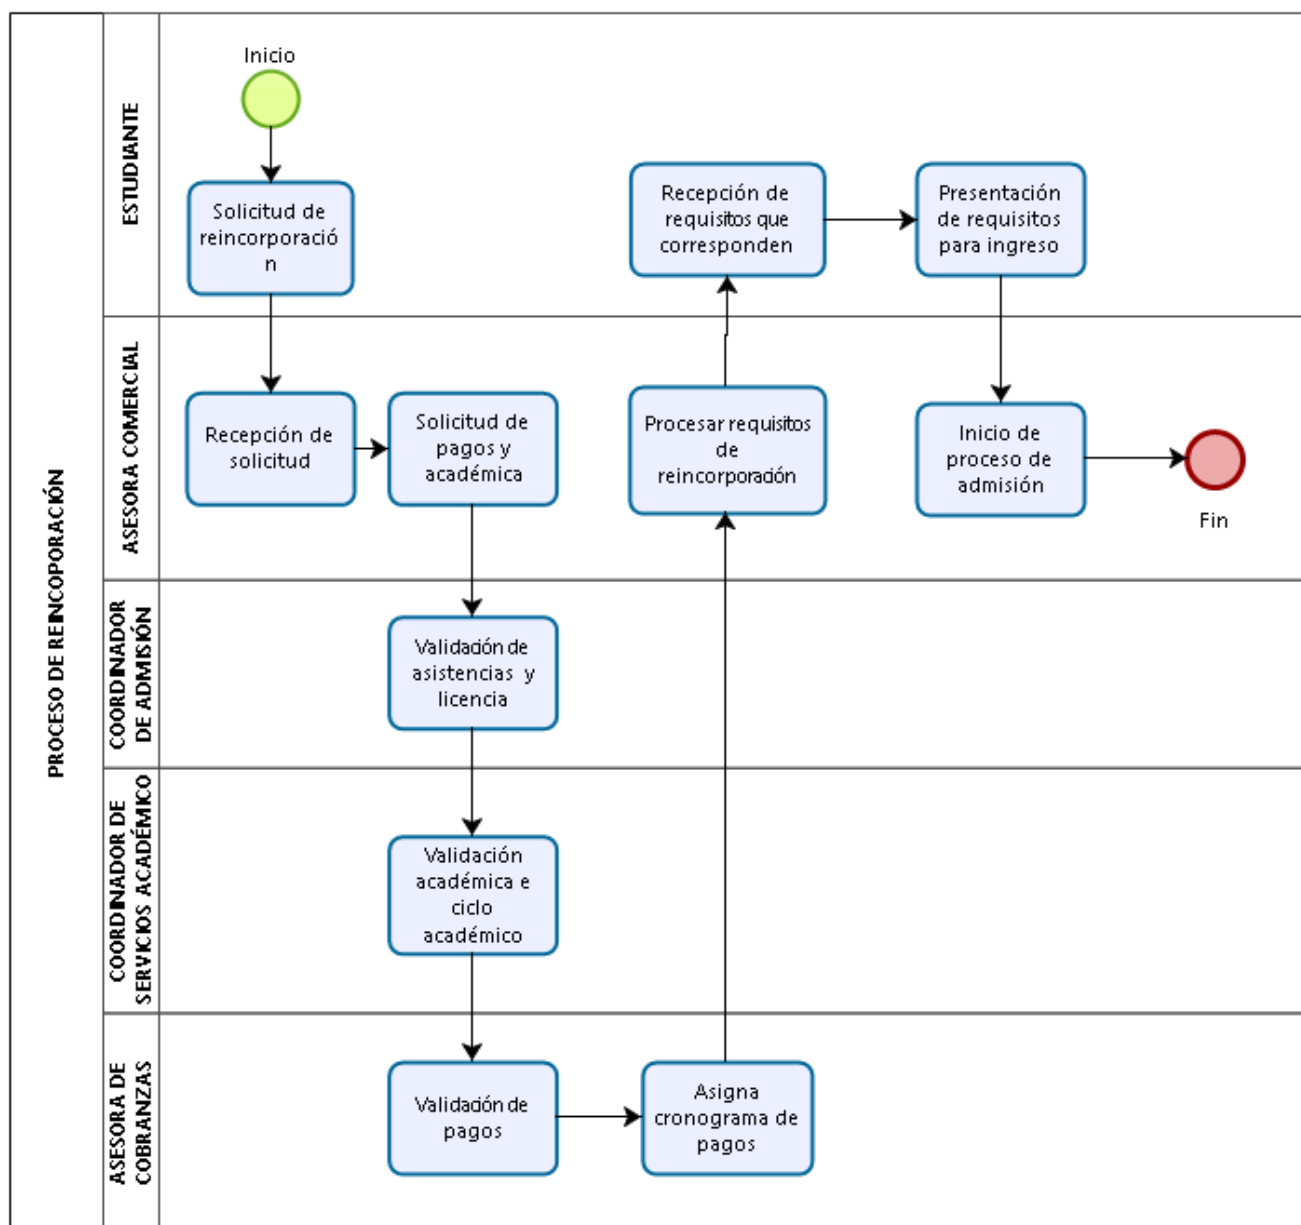 PROCESO DE REINCOPORACIÓN
ESTUDIANTE
Inicio
Solicitud de
reincorporació
n
Recepción de
requisitos que
corresponden
Presentación
de requisitos
para ingreso
ASESORA COMERCIAL
Recepción de
solicitud
Solicitud de
pagos y
académica
Procesar requisitos
de
reincorporación
Inicio de
proceso de
admisión
Fin
COORDINADOR
DE ADMISIÓN
Validación de
asistencias y
licencia
COORDINADOR DE
SERVICIOS ACADÉMICO
Validación
académica e
ciclo
académico
ASESORA DE
COBRANZAS
Validación de
pagos
Asigna
cronograma de
pagos